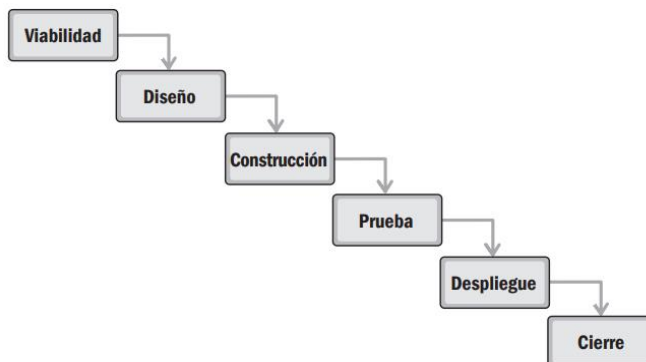 Viabilidad
Diseño
Construcción
Prueba
Despliegue
Cierre